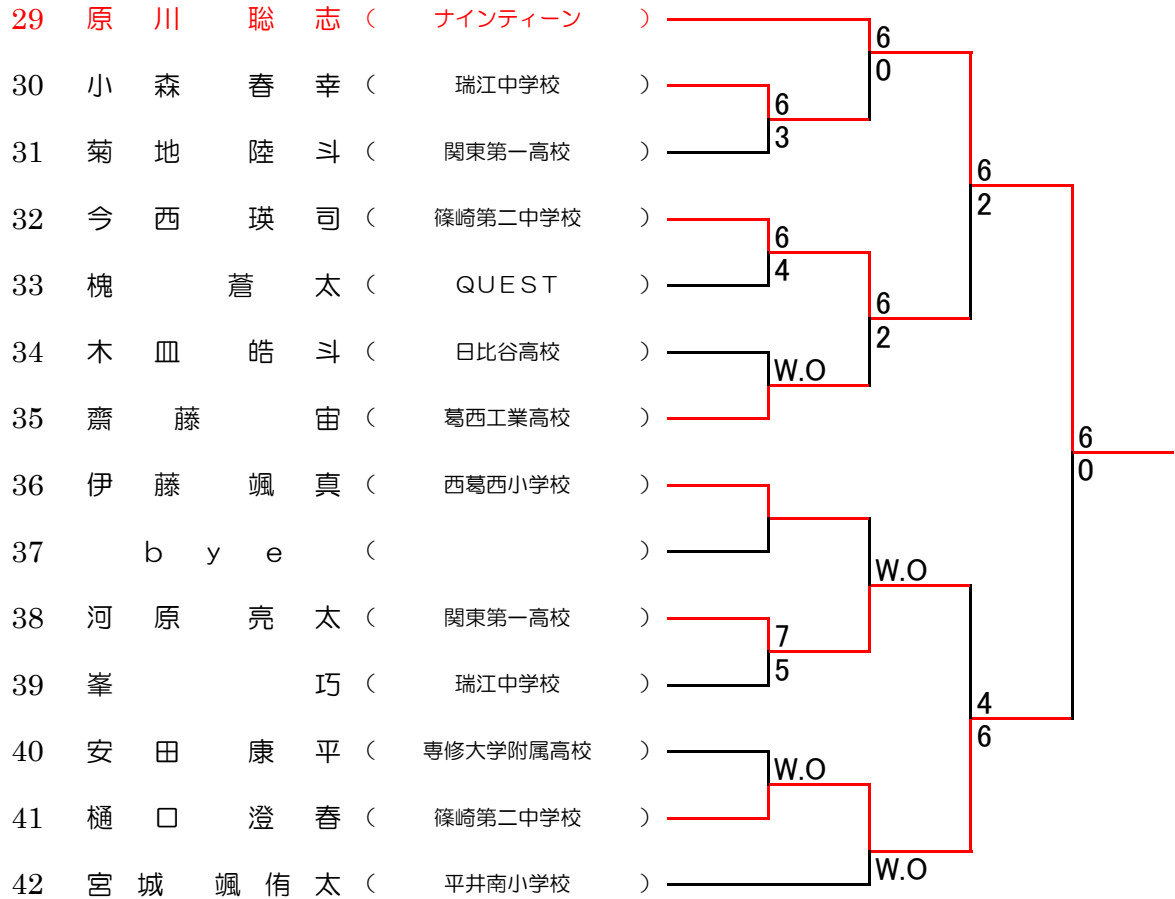 29 原川 聡志 ( ナインティーン )
6
0
30 小森 春幸 ( 瑞江中学校 )
6
3
31 菊地 陸斗 ( 関東第一高校 )
6
2
32 今西 瑛司 ( 篠崎第二中学校 )
6
4
33 槐 蒼太 ( QUEST )
6
2
34 木皿 皓斗 ( 日比谷高校 )
W.O
35 齋藤 宙 ( 葛西工業高校 )
6
0
36 伊藤 颯真 ( 西葛西小学校 )
37 bye ( )
W.O
38 河原 亮太 ( 関東第一高校 )
7
5
39 峯 巧 ( 瑞江中学校 )
4
6
40 安田 康平 ( 専修大学附属高校 )
W.O
41 樋口 澄春 ( 篠崎第二中学校 )
W.O
42 宮城 颯侑太 ( 平井南小学校 )